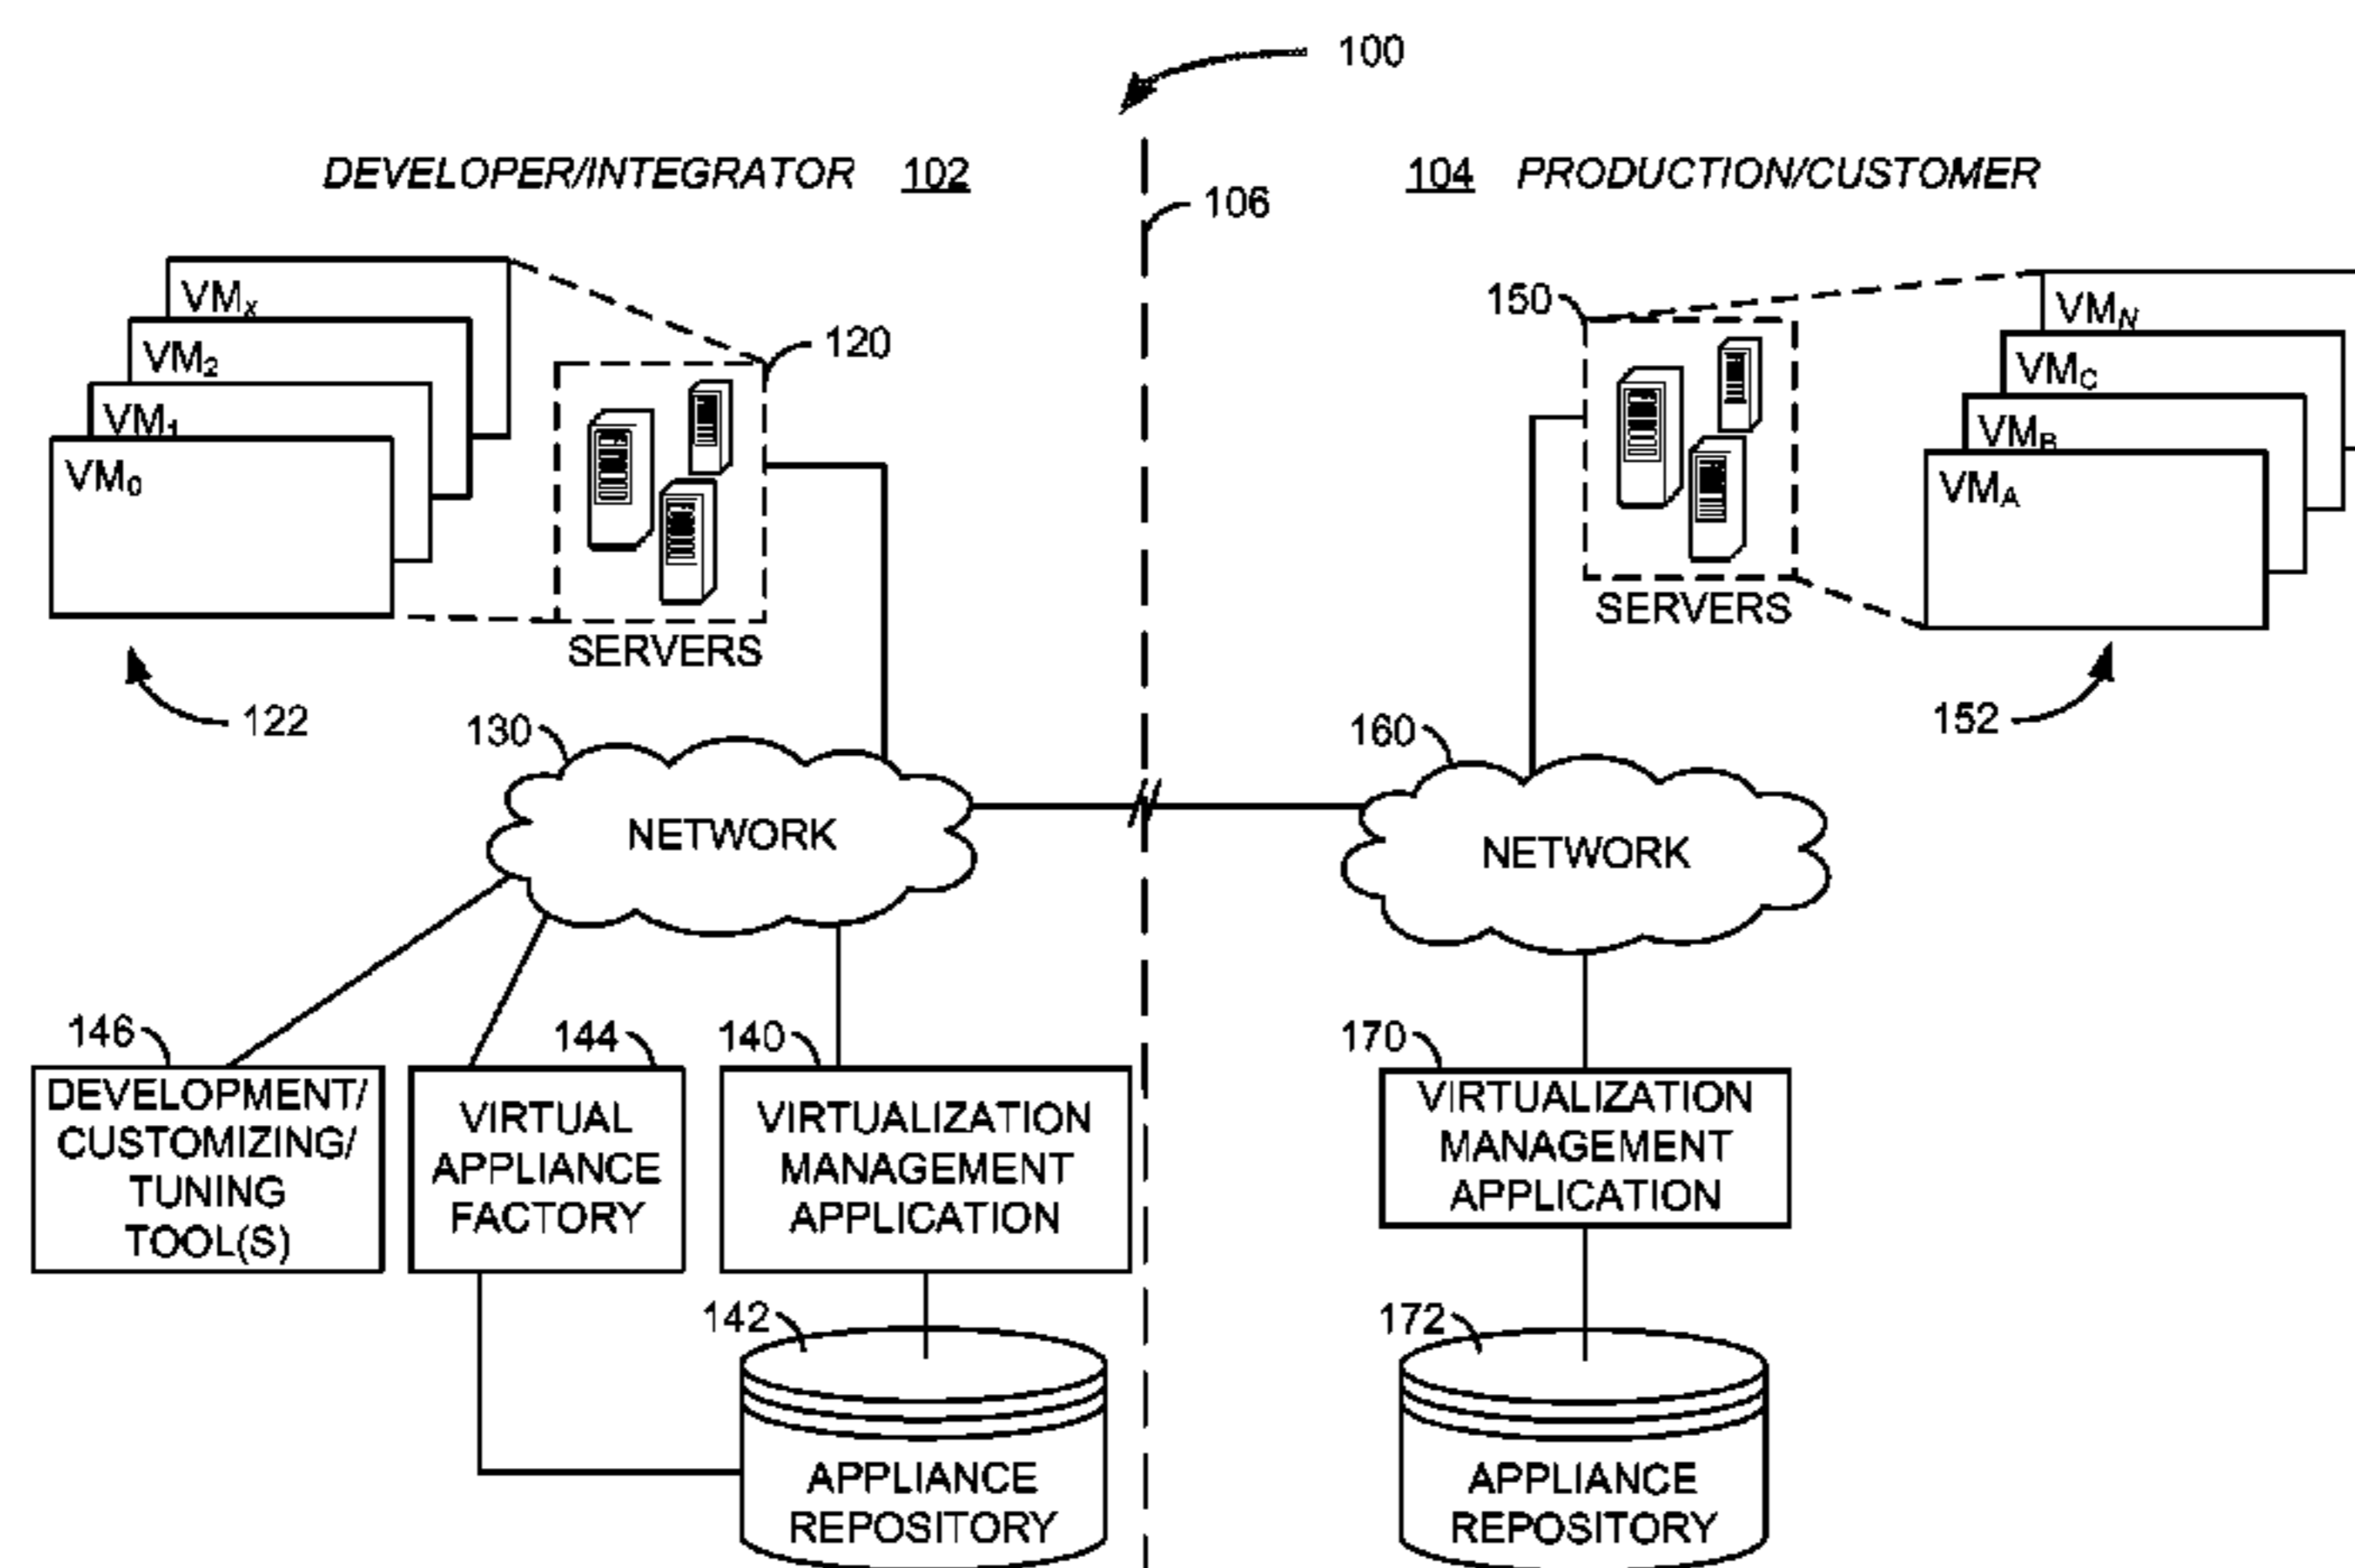 100
DEVELOPER/INTEGRATOR 102
104 PRODUCTION/CUSTOMER
106
VMX
VM2
VM1
VM0
120
SERVERS
122
150
SERVERS
VMN
VMC
VMB
VMA
152
130
NETWORK
160
NETWORK
146
DEVELOPMENT/
CUSTOMIZING/
TUNING
TOOL(S)
144
VIRTUAL
APPLIANCE
FACTORY
140
VIRTUALIZATION
MANAGEMENT
APPLICATION
170
VIRTUALIZATION
MANAGEMENT
APPLICATION
142
APPLIANCE
REPOSITORY
172
APPLIANCE
REPOSITORY